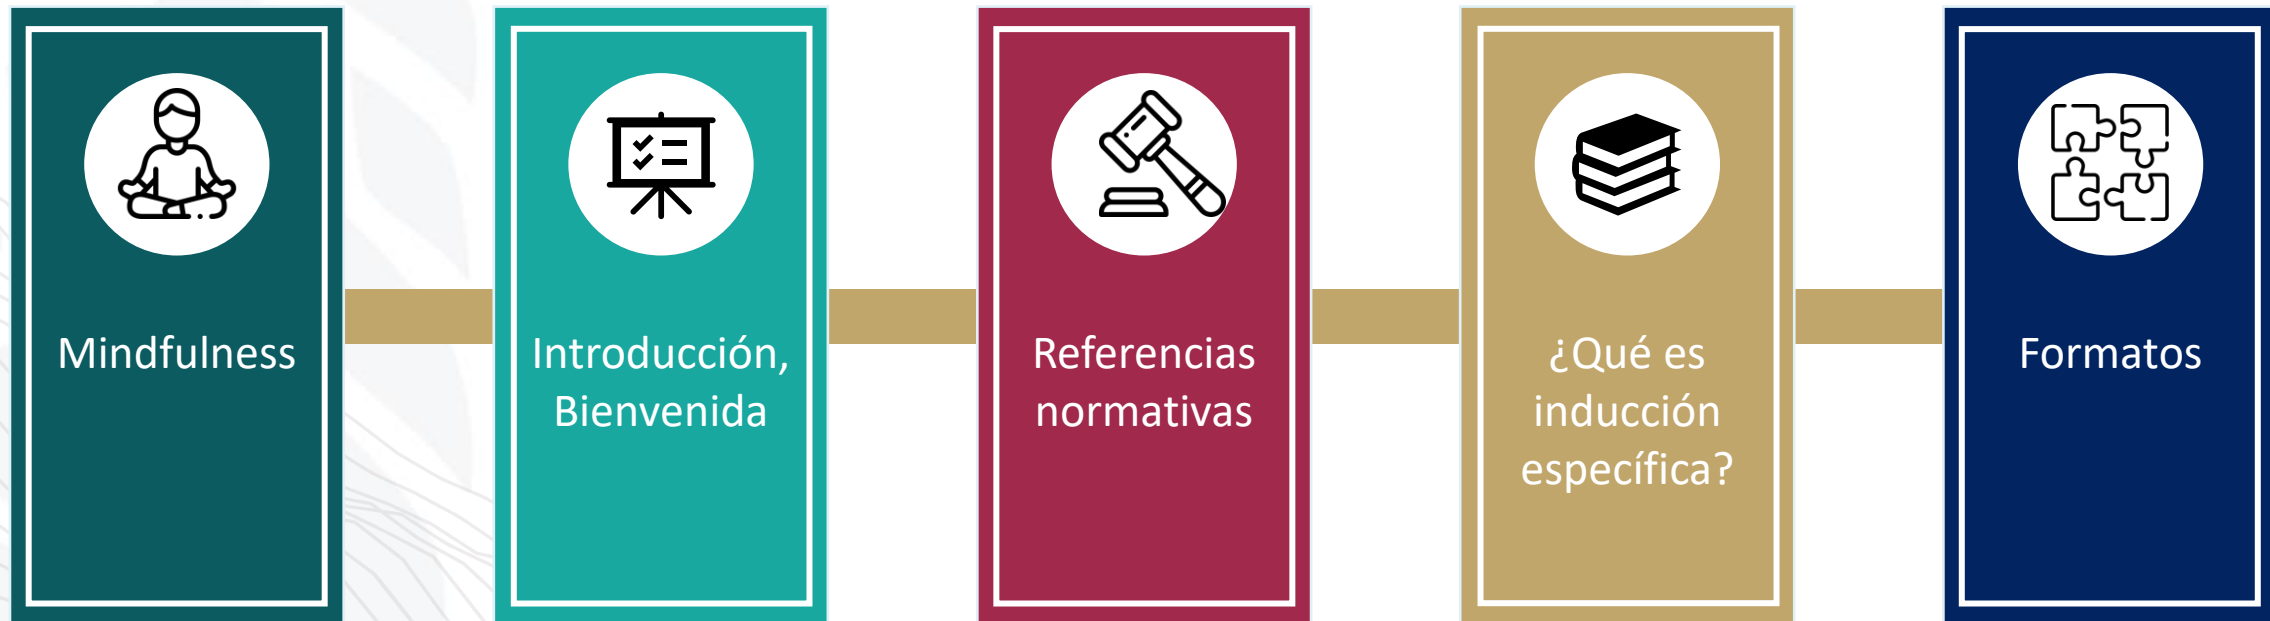 Mindfulness
Introducción,
Bienvenida
Referencias
normativas
¿Qué es
inducción
específica?
Formatos